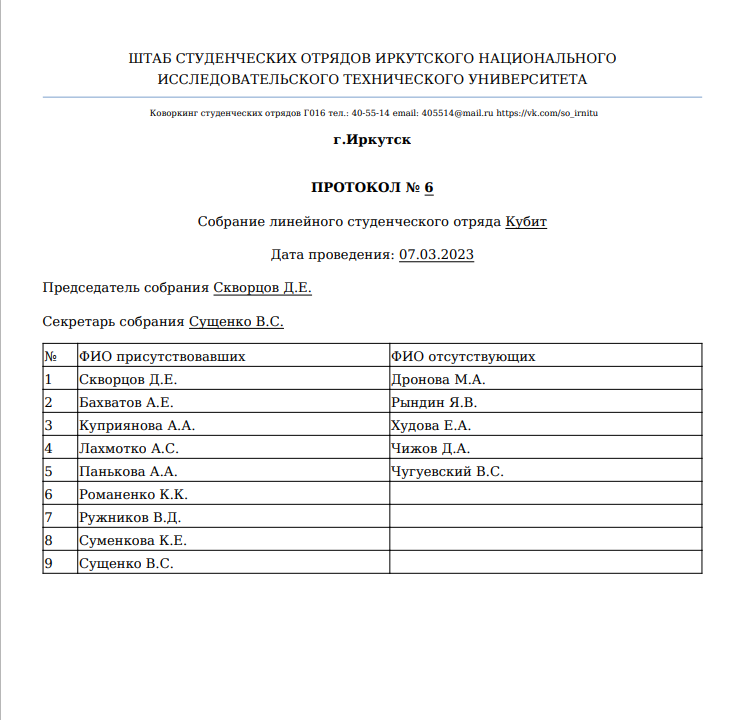 ШТАБ СТУДЕНЧЕСКИХ ОТРЯДОВ ИРКУТСКОГО НАЦИОНАЛЬНОГО
ИССЛЕДОВАТЕЛЬСКОГО ТЕХНИЧЕСКОГО УНИВЕРСИТЕТА
Коворкинг студенческих отрядов Г016 тел.: 40-55-14 email: 405514@mail.ru https://vk.com/so_irnitu
г.Иркутск
ПРОТОКОЛ № 6
Собрание линейного студенческого отряда Кубит
Дата проведения: 07.03.2023
Председатель собрания Скворцов Д.Е.
Секретарь собрания Сущенко В.С.
№ ФИО присутствовавших ФИО отсутствующих
1 Скворцов Д.Е. Дронова М.А.
2 Бахватов А.Е. Рындин Я.В.
3 Куприянова А.А. Худова Е.А.
4 Лахмотко А.С. Чижов Д.А.
5 Панькова А.А. Чугуевский В.С.
6 Романенко К.К.
7 Ружников В.Д.
8 Суменкова К.Е.
9 Сущенко В.С.